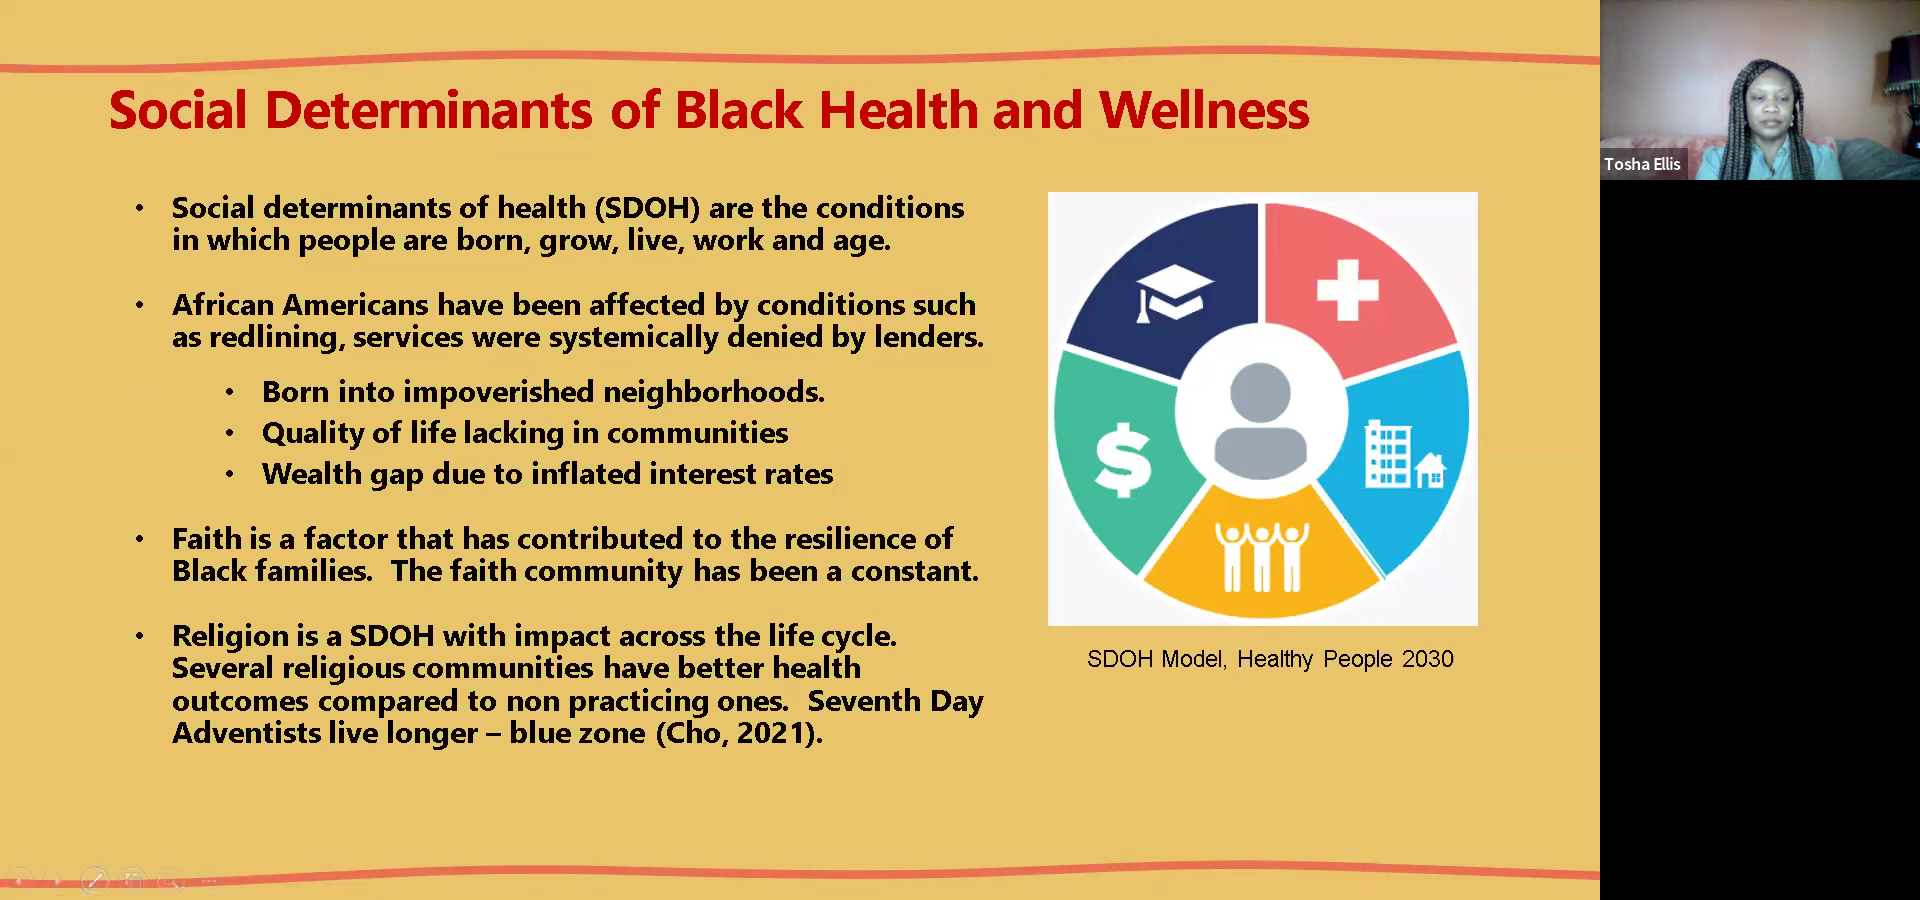 Social Determinants of Black Health and Wellness
• Social determinants of health (SDOH) are the conditions
in which people are born, grow, live, work and age.
• African Americans have been affected by conditions such
as redlining, services were systemically denied by lenders.
• Born into impoverished neighborhoods.
• Quality of life lacking in communities
• Wealth gap due to inflated interest rates
• Faith is a factor that has contributed to the resilience of
Black families.  The faith community has been a constant.
• Religion is a SDOH with impact across the life cycle.
Several religious communities have better health
outcomes compared to non practicing ones.  Seventh Day
Adventists live longer – blue zone (Cho, 2021).
$
SDOH Model, Healthy People 2030
Tosha Ellis